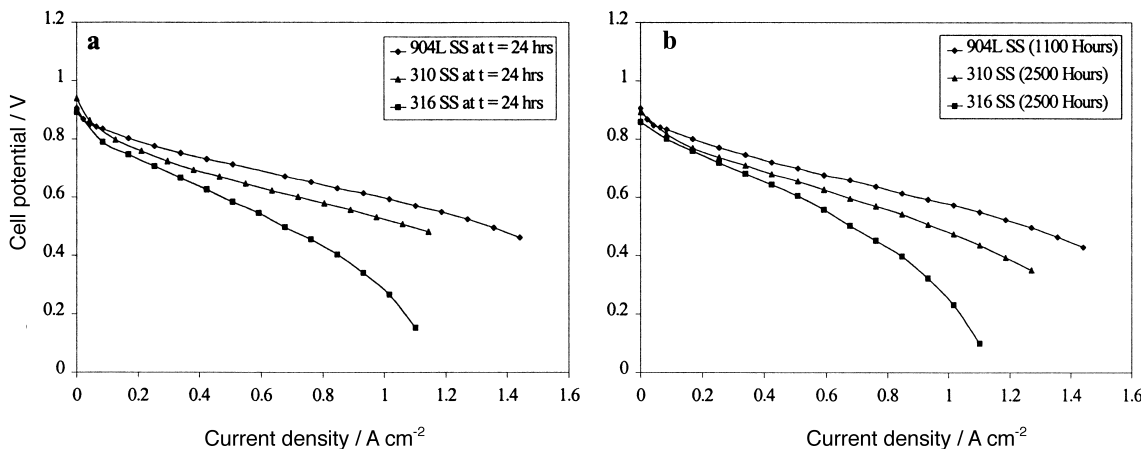 a
904L SS at t = 24 hrs
310 SS at t = 24 hrs
316 SS at t = 24 hrs
1.2
1
0.8
0.6
0.4
0.2
0
Cell potential / V
0
0.2
0.4
0.6
0.8
1.0
1.2
1.4
1.6
Current density / A cm-2
b
904L SS (1100 Hours)
310 SS (2500 Hours)
316 SS (2500 Hours)
1.2
1
0.8
0.6
0.4
0.2
0
0
0.2
0.4
0.6
0.8
1.0
1.2
1.4
1.6
Current density / A cm-2